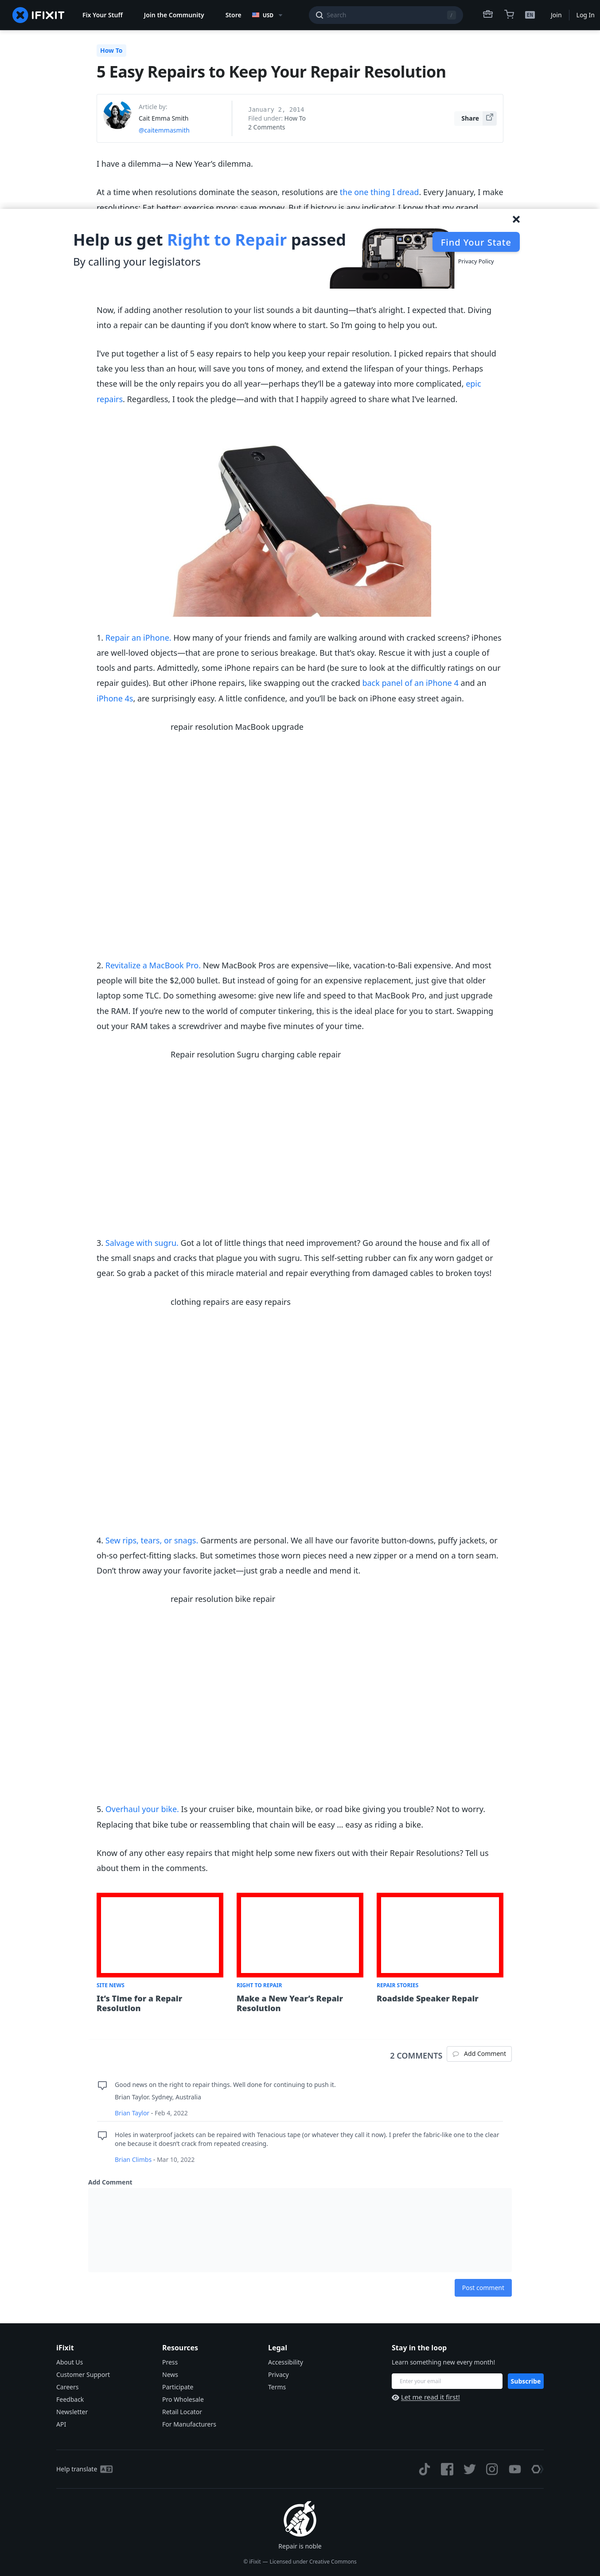 IFIXIT
Fix Your Stuff
Join the Community
Store
USD
Search
/
Join
Log In
How To
5 Easy Repairs to Keep Your Repair Resolution
Article by:
Cait Emma Smith
@caitemmasmith
January 2, 2014
Filed under: How To
2 Comments
Share
I have a dilemma—a New Year's dilemma.
At a time when resolutions dominate the season, resolutions are the one thing I dread. Every January, I make
resolutions: Eat better; exercise more; save money. But if history is any indicator, I know that my grand
Help us get Right to Repair passed
By calling your legislators
Find Your State
Privacy Policy
Now, if adding another resolution to your list sounds a bit daunting—that's alright. I expected that. Diving
into a repair can be daunting if you don't know where to start. So I'm going to help you out.
I've put together a list of 5 easy repairs to help you keep your repair resolution. I picked repairs that should
take you less than an hour, will save you tons of money, and extend the lifespan of your things. Perhaps
these will be the only repairs you do all year—perhaps they'll be a gateway into more complicated, epic
repairs. Regardless, I took the pledge—and with that I happily agreed to share what I've learned.
1. Repair an iPhone. How many of your friends and family are walking around with cracked screens? iPhones
are well-loved objects—that are prone to serious breakage. But that's okay. Rescue it with just a couple of
tools and parts. Admittedly, some iPhone repairs can be hard (be sure to look at the difficultly ratings on our
repair guides). But other iPhone repairs, like swapping out the cracked back panel of an iPhone 4 and an
iPhone 4s, are surprisingly easy. A little confidence, and you'll be back on iPhone easy street again.
repair resolution MacBook upgrade
2. Revitalize a MacBook Pro. New MacBook Pros are expensive—like, vacation-to-Bali expensive. And most
people will bite the $2,000 bullet. But instead of going for an expensive replacement, just give that older
laptop some TLC. Do something awesome: give new life and speed to that MacBook Pro, and just upgrade
the RAM. If you're new to the world of computer tinkering, this is the ideal place for you to start. Swapping
out your RAM takes a screwdriver and maybe five minutes of your time.
Repair resolution Sugru charging cable repair
3. Salvage with sugru. Got a lot of little things that need improvement? Go around the house and fix all of
the small snaps and cracks that plague you with sugru. This self-setting rubber can fix any worn gadget or
gear. So grab a packet of this miracle material and repair everything from damaged cables to broken toys!
clothing repairs are easy repairs
4. Sew rips, tears, or snags. Garments are personal. We all have our favorite button-downs, puffy jackets, or
oh-so perfect-fitting slacks. But sometimes those worn pieces need a new zipper or a mend on a torn seam.
Don't throw away your favorite jacket—just grab a needle and mend it.
repair resolution bike repair
5. Overhaul your bike. Is your cruiser bike, mountain bike, or road bike giving you trouble? Not to worry.
Replacing that bike tube or reassembling that chain will be easy … easy as riding a bike.
Know of any other easy repairs that might help some new fixers out with their Repair Resolutions? Tell us
about them in the comments.
SITE NEWS
It's Time for a Repair
Resolution
RIGHT TO REPAIR
Make a New Year's Repair
Resolution
REPAIR STORIES
Roadside Speaker Repair
2 COMMENTS
Add Comment
Good news on the right to repair things. Well done for continuing to push it.
Brian Taylor. Sydney, Australia
Brian Taylor - Feb 4, 2022
Holes in waterproof jackets can be repaired with Tenacious tape (or whatever they call it now). I prefer the fabric-like one to the clear
one because it doesn't crack from repeated creasing.
Brian Climbs - Mar 10, 2022
Add Comment
Post comment
iFixit
About Us
Customer Support
Careers
Feedback
Newsletter
API
Resources
Press
News
Participate
Pro Wholesale
Retail Locator
For Manufacturers
Legal
Accessibility
Privacy
Terms
Stay in the loop
Learn something new every month!
Enter your email
Subscribe
Let me read it first!
Help translate
Repair is noble
© iFixit — Licensed under Creative Commons